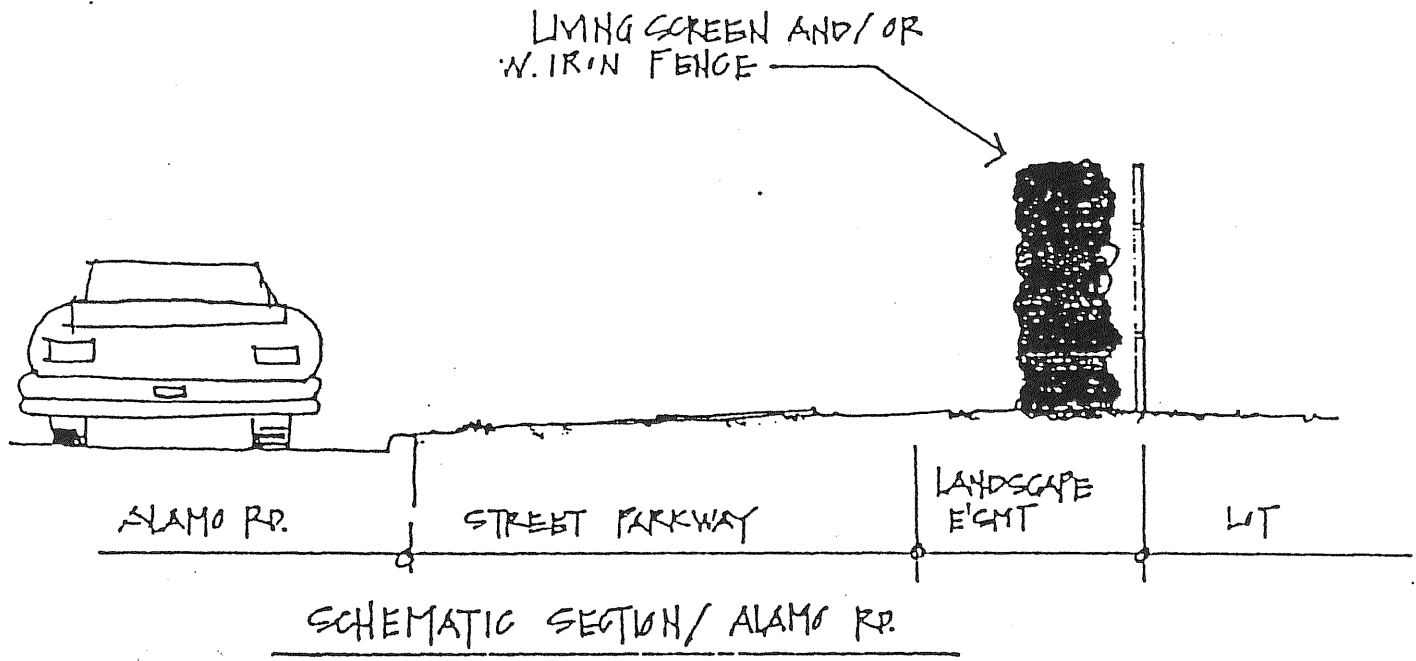 LIVING SCREEN AND/OR
W. IRON FENCE
ALAMO RD.
STREET PARKWAY
LANDSCAPE
E'SMT
LOT
SCHEMATIC SECTION/ ALAMO RD.